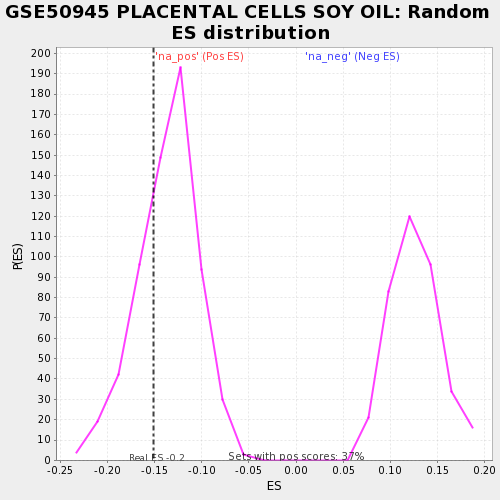 GSE50945 PLACENTAL CELLS SOY OIL: Random
ES distribution
'na_pos' (Pos ES)
'na_neg' (Neg ES)
P(ES)
200
190
180
170
160
150
140
130
120
110
100
90
80
70
60
50
40
30
20
10
0
Real ES -0.2
Sets with pos scores: 37%
-0.25 -0.20 -0.15 -0.10 -0.05 0.00 0.05 0.10 0.15 0.20
ES